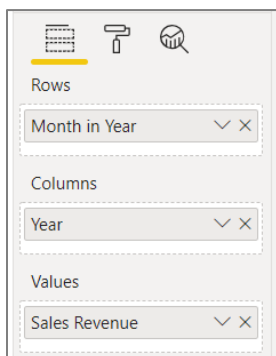 Rows
Month in Year
Columns
Year
Values
Sales Revenue